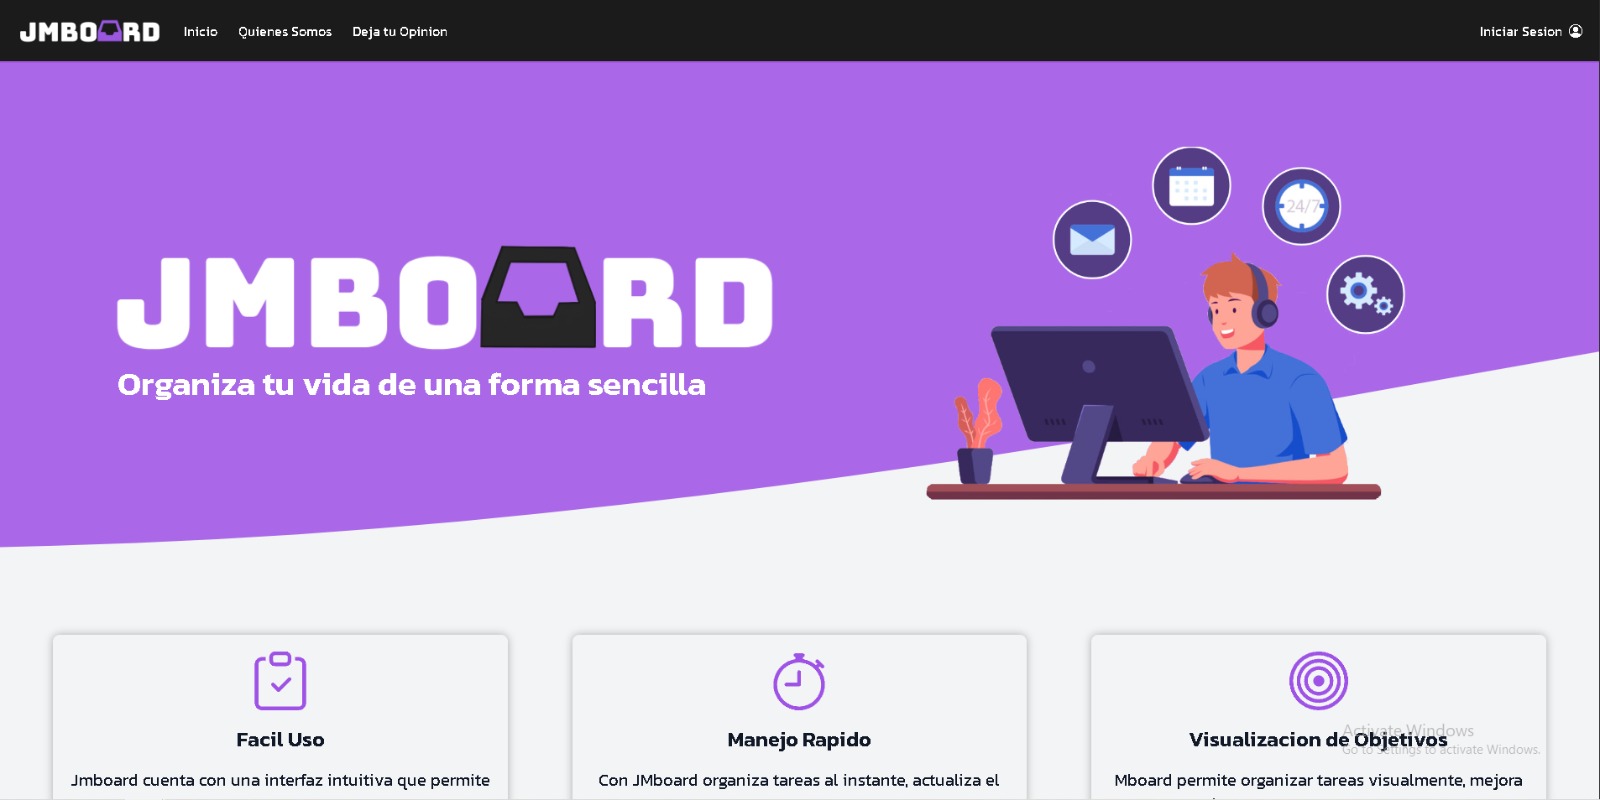 JMBOARD Inicio Quienes Somos Deja tu Opinion Iniciar Sesion
24/7
JMBOARD
Organiza tu vida de una forma sencilla
Facil Uso
Manejo Rapido
Visualizacion de Objetivos
Activate Windows
Go to Settings to activate Windows.
Jmboard cuenta con una interfaz intuitiva que permite
Con JMboard organiza tareas al instante, actualiza el
Mboard permite organizar tareas visualmente, mejora